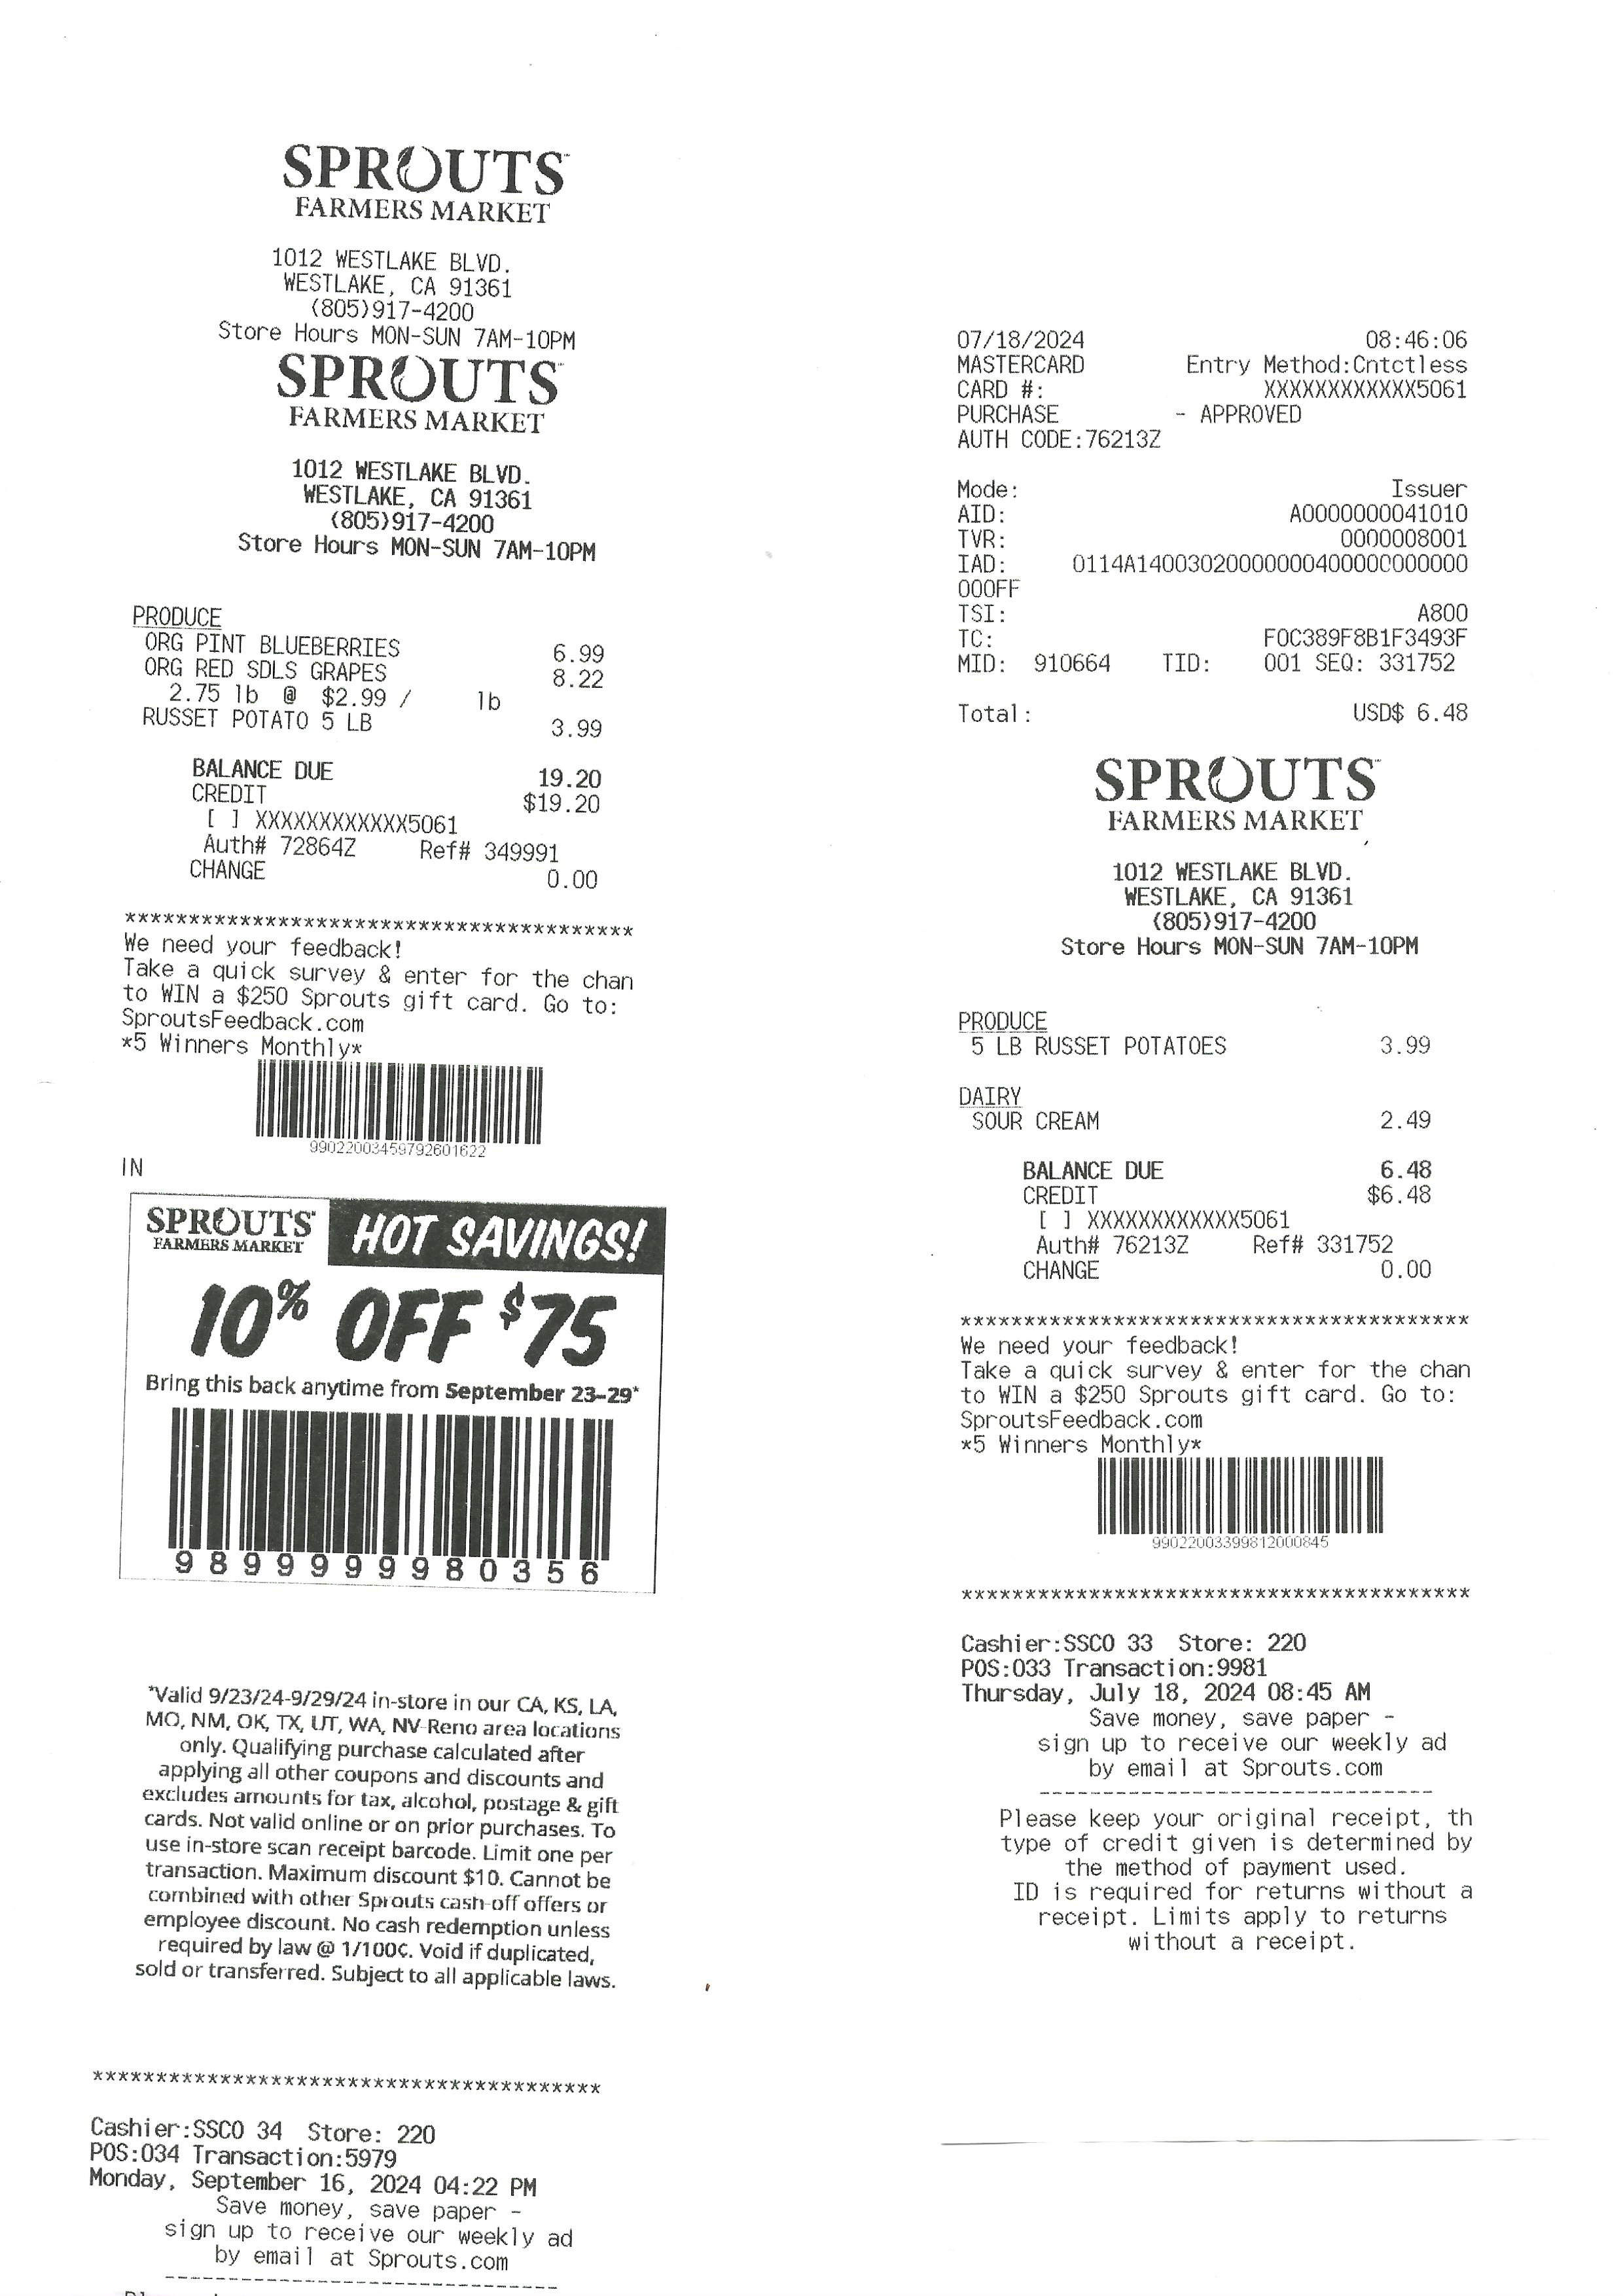 SPROUTS
FARMERS MARKET
1012 WESTLAKE BLVD.
WESTLAKE, CA 91361
(805)917-4200
Store Hours MON-SUN 7AM-10PM
SPROUTS
FARMERS MARKET
1012 WESTLAKE BLVD.
WESTLAKE, CA 91361
(805)917-4200
Store Hours MON-SUN 7AM-10PM
PRODUCE
ORG PINT BLUEBERRIES 6.99
ORG RED SDLS GRAPES 8.22
2.75 lb @ $2.99 / lb
RUSSET POTATO 5 LB 3.99
BALANCE DUE 19.20
CREDIT $19.20
[ ] XXXXXXXXXXXX5061
Auth# 72864Z Ref# 349991
CHANGE 0.00
****************************************
We need your feedback!
Take a quick survey & enter for the chan
to WIN a $250 Sprouts gift card. Go to:
SproutsFeedback.com
*5 Winners Monthly*
99022003459792601622
IN
SPROUTS
FARMERS MARKET
HOT SAVINGS!
10% OFF $75
Bring this back anytime from September 23-29*
9899999980356
*Valid 9/23/24-9/29/24 in-store in our CA, KS, LA,
MO, NM, OK, TX, UT, WA, NV-Reno area locations
only. Qualifying purchase calculated after
applying all other coupons and discounts and
excludes amounts for tax, alcohol, postage & gift
cards. Not valid online or on prior purchases. To
use in-store scan receipt barcode. Limit one per
transaction. Maximum discount $10. Cannot be
combined with other Sprouts cash-off offers or
employee discount. No cash redemption unless
required by law @ 1/100¢. Void if duplicated,
sold or transferred. Subject to all applicable laws.
****************************************
Cashier:SSCO 34 Store: 220
POS:034 Transaction:5979
Monday, September 16, 2024 04:22 PM
Save money, save paper -
sign up to receive our weekly ad
by email at Sprouts.com
-------------------------------
07/18/2024 08:46:06
MASTERCARD Entry Method:Cntctless
CARD #: XXXXXXXXXXXX5061
PURCHASE - APPROVED
AUTH CODE:76213Z
Mode: Issuer
AID: A0000000041010
TVR: 0000008001
IAD: 0114A14003020000000400000000000
000FF
TSI: A800
TC: F0C389F8B1F3493F
MID: 910664 TID: 001 SEQ: 331752
Total: USD$ 6.48
SPROUTS
FARMERS MARKET
1012 WESTLAKE BLVD.
WESTLAKE, CA 91361
(805)917-4200
Store Hours MON-SUN 7AM-10PM
PRODUCE
5 LB RUSSET POTATOES 3.99
DAIRY
SOUR CREAM 2.49
BALANCE DUE 6.48
CREDIT $6.48
[ ] XXXXXXXXXXXX5061
Auth# 76213Z Ref# 331752
CHANGE 0.00
****************************************
We need your feedback!
Take a quick survey & enter for the chan
to WIN a $250 Sprouts gift card. Go to:
SproutsFeedback.com
*5 Winners Monthly*
99022003399812000845
****************************************
Cashier:SSCO 33 Store: 220
POS:033 Transaction:9981
Thursday, July 18, 2024 08:45 AM
Save money, save paper -
sign up to receive our weekly ad
by email at Sprouts.com
-------------------------------
Please keep your original receipt, th
type of credit given is determined by
the method of payment used.
ID is required for returns without a
receipt. Limits apply to returns
without a receipt.